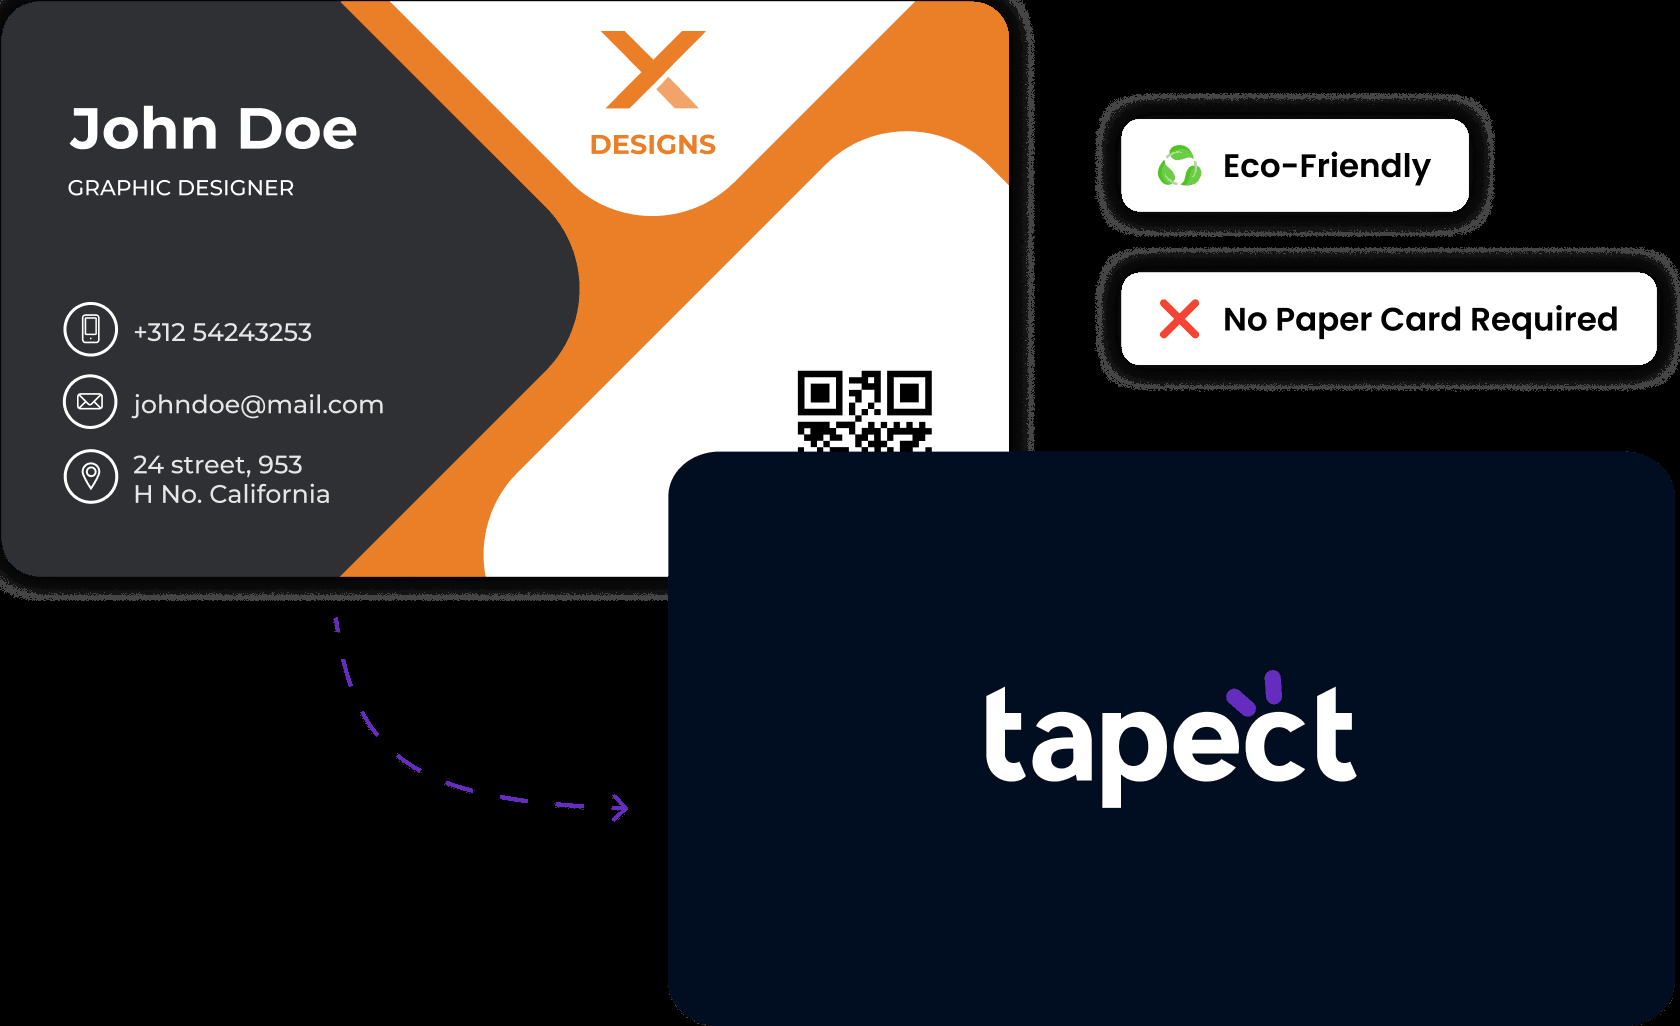 John Doe
GRAPHIC DESIGNER
+312 54243253
johndoe@mail.com
24 street, 953
H No. California
X
DESIGNS
Eco-Friendly
No Paper Card Required
tapect